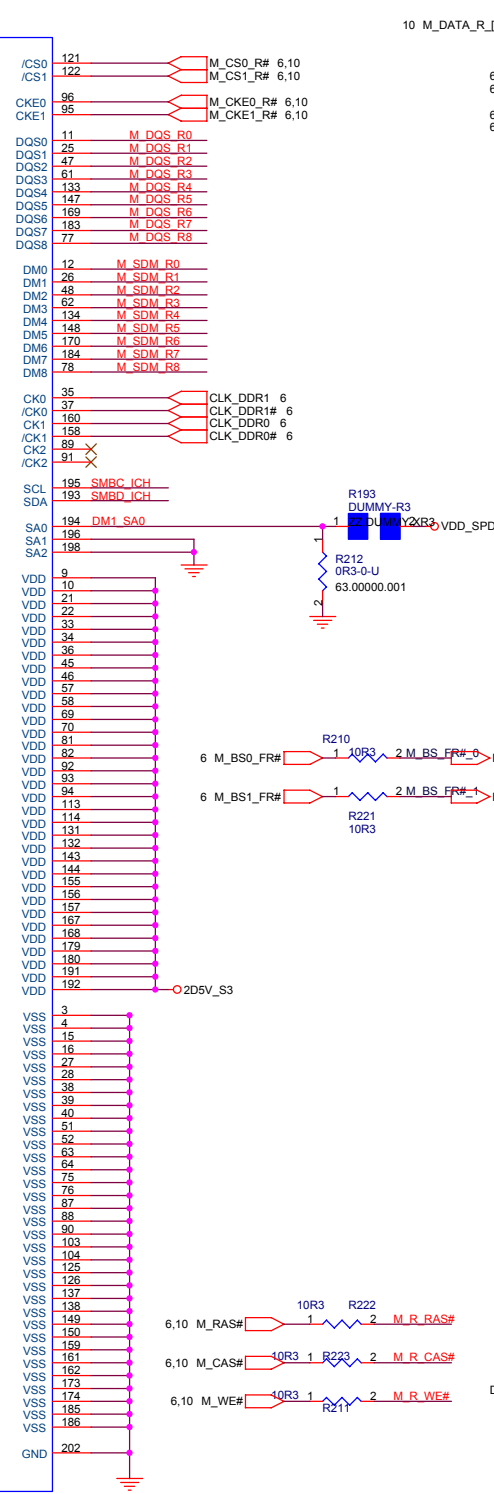 10 M_DATA_R_
/CS0 121 M_CS0_R# 6,10
/CS1 122 M_CS1_R# 6,10
CKE0 96 M_CKE0_R# 6,10
CKE1 95 M_CKE1_R# 6,10
DQS0 11 M_DQS_R0
DQS1 25 M_DQS_R1
DQS2 47 M_DQS_R2
DQS3 61 M_DQS_R3
DQS4 133 M_DQS_R4
DQS5 147 M_DQS_R5
DQS6 169 M_DQS_R6
DQS7 183 M_DQS_R7
DQS8 77 M_DQS_R8
DM0 12 M_SDM_R0
DM1 26 M_SDM_R1
DM2 48 M_SDM_R2
DM3 62 M_SDM_R3
DM4 134 M_SDM_R4
DM5 148 M_SDM_R5
DM6 170 M_SDM_R6
DM7 184 M_SDM_R7
DM8 78 M_SDM_R8
CK0 35 CLK_DDR1 6
/CK0 37 CLK_DDR1# 6
CK1 160 CLK_DDR0 6
/CK1 158 CLK_DDR0# 6
CK2 89
/CK2 91
SCL 195 SMBC_ICH
SDA 193 SMBD_ICH
SA0 194 DM1_SA0
SA1 196
SA2 198
R193
DUMMY-R3
1 ZZ.DUMMY.XR3 2 VDD_SPD
1
R212
0R3-0-U
63.00000.001
2
VDD 9
VDD 10
VDD 21
VDD 22
VDD 33
VDD 34
VDD 36
VDD 45
VDD 46
VDD 57
VDD 58
VDD 69
VDD 70
VDD 81
VDD 82
VDD 92
VDD 93
VDD 94
VDD 113
VDD 114
VDD 131
VDD 132
VDD 143
VDD 144
VDD 155
VDD 156
VDD 157
VDD 167
VDD 168
VDD 179
VDD 180
VDD 191
VDD 192 2D5V_S3
R210
6 M_BS0_FR# 1 10R3 2 M_BS_FR#_0
6 M_BS1_FR# 1 2 M_BS_FR#_1
R221
10R3
VSS 3
VSS 4
VSS 15
VSS 16
VSS 27
VSS 28
VSS 38
VSS 39
VSS 40
VSS 51
VSS 52
VSS 63
VSS 64
VSS 75
VSS 76
VSS 87
VSS 88
VSS 90
VSS 103
VSS 104
VSS 125
VSS 126
VSS 137
VSS 138
VSS 149
VSS 150
VSS 159
VSS 161
VSS 162
VSS 173
VSS 174
VSS 185
VSS 186
GND 202
10R3 R222
6,10 M_RAS# 1 2 M_R_RAS#
6,10 M_CAS# 10R3 1 R223 2 M_R_CAS#
6,10 M_WE# 10R3 1 R211 2 M_R_WE#